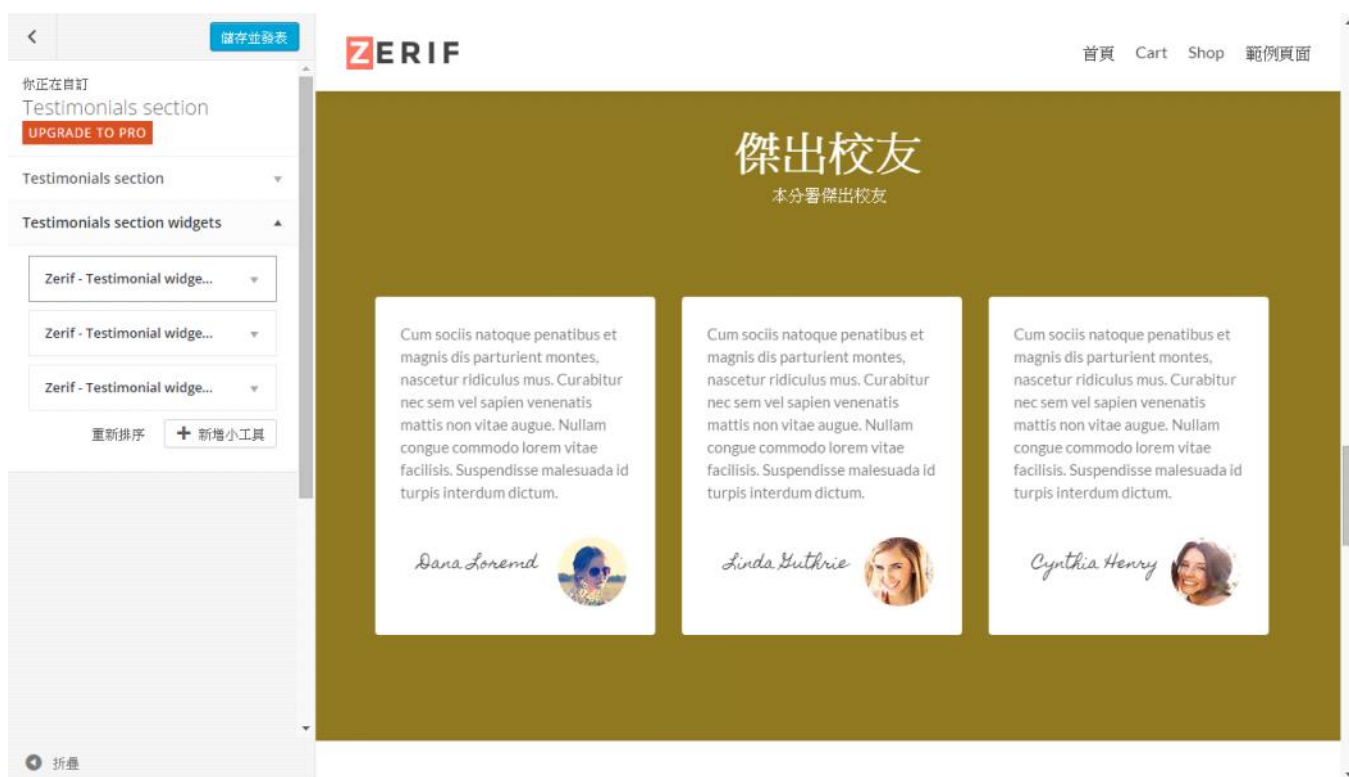 儲存並發表
你正在自訂
Testimonials section
UPGRADE TO PRO
Testimonials section
Testimonials section widgets
Zerif - Testimonial widge...
Zerif - Testimonial widge...
Zerif - Testimonial widge...
重新排序 新增小工具
折疊
ZERIF
首頁 Cart Shop 範例頁面
傑出校友
本分署傑出校友
Cum sociis natoque penatibus et
magnis dis parturient montes,
nascetur ridiculus mus. Curabitur
nec sem vel sapien venenatis
mattis non vitae augue. Nullam
congue commodo lorem vitae
facilisis. Suspendisse malesuada id
turpis interdum dictum.
Dana Loremd
Cum sociis natoque penatibus et
magnis dis parturient montes,
nascetur ridiculus mus. Curabitur
nec sem vel sapien venenatis
mattis non vitae augue. Nullam
congue commodo lorem vitae
facilisis. Suspendisse malesuada id
turpis interdum dictum.
Linda Guthrie
Cum sociis natoque penatibus et
magnis dis parturient montes,
nascetur ridiculus mus. Curabitur
nec sem vel sapien venenatis
mattis non vitae augue. Nullam
congue commodo lorem vitae
facilisis. Suspendisse malesuada id
turpis interdum dictum.
Cynthia Henry